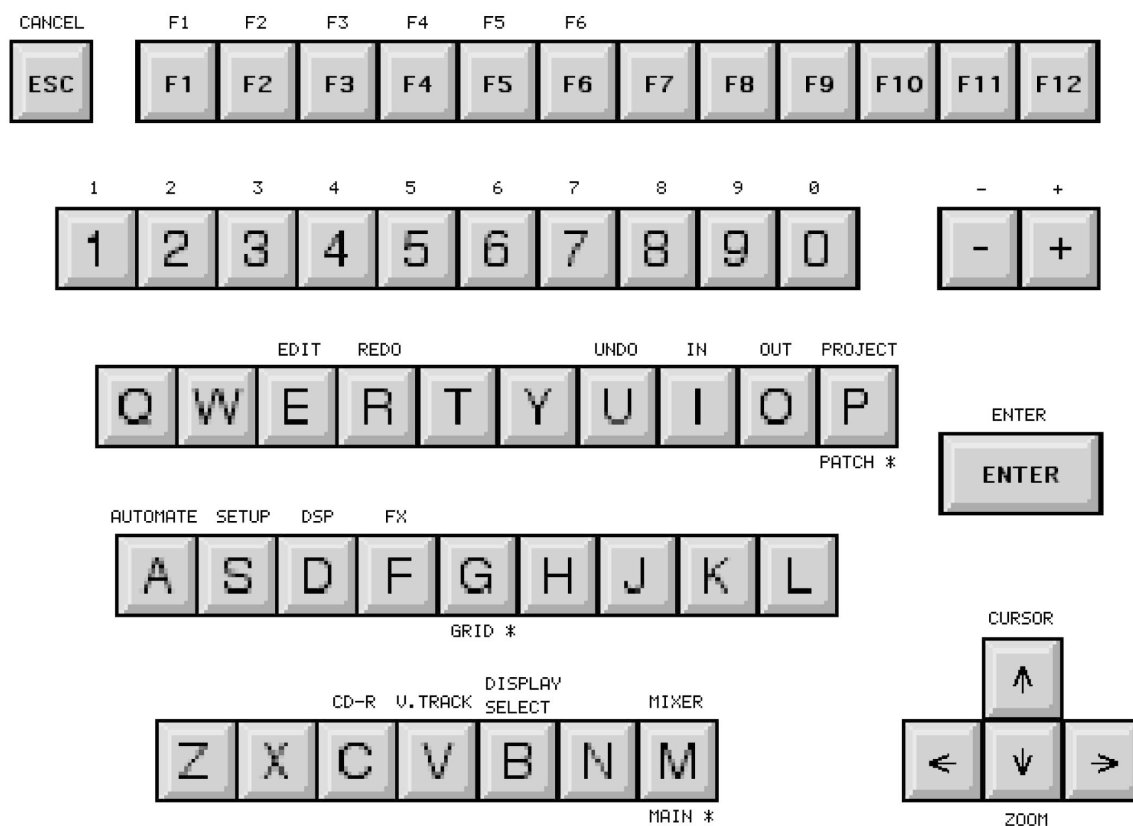 CANCEL F1 F2 F3 F4 F5 F6
ESC F1 F2 F3 F4 F5 F6 F7 F8 F9 F10 F11 F12
1 2 3 4 5 6 7 8 9 0 - +
1 2 3 4 5 6 7 8 9 0 - +
EDIT REDO UNDO IN OUT PROJECT
Q W E R T Y U I O P
PATCH *
ENTER
ENTER
AUTOMATE SETUP DSP FX
A S D F G H J K L
GRID *
CURSOR
↑
CD-R V.TRACK DISPLAY SELECT MIXER
Z X C V B N M
← ↓ →
MAIN *
ZOOM